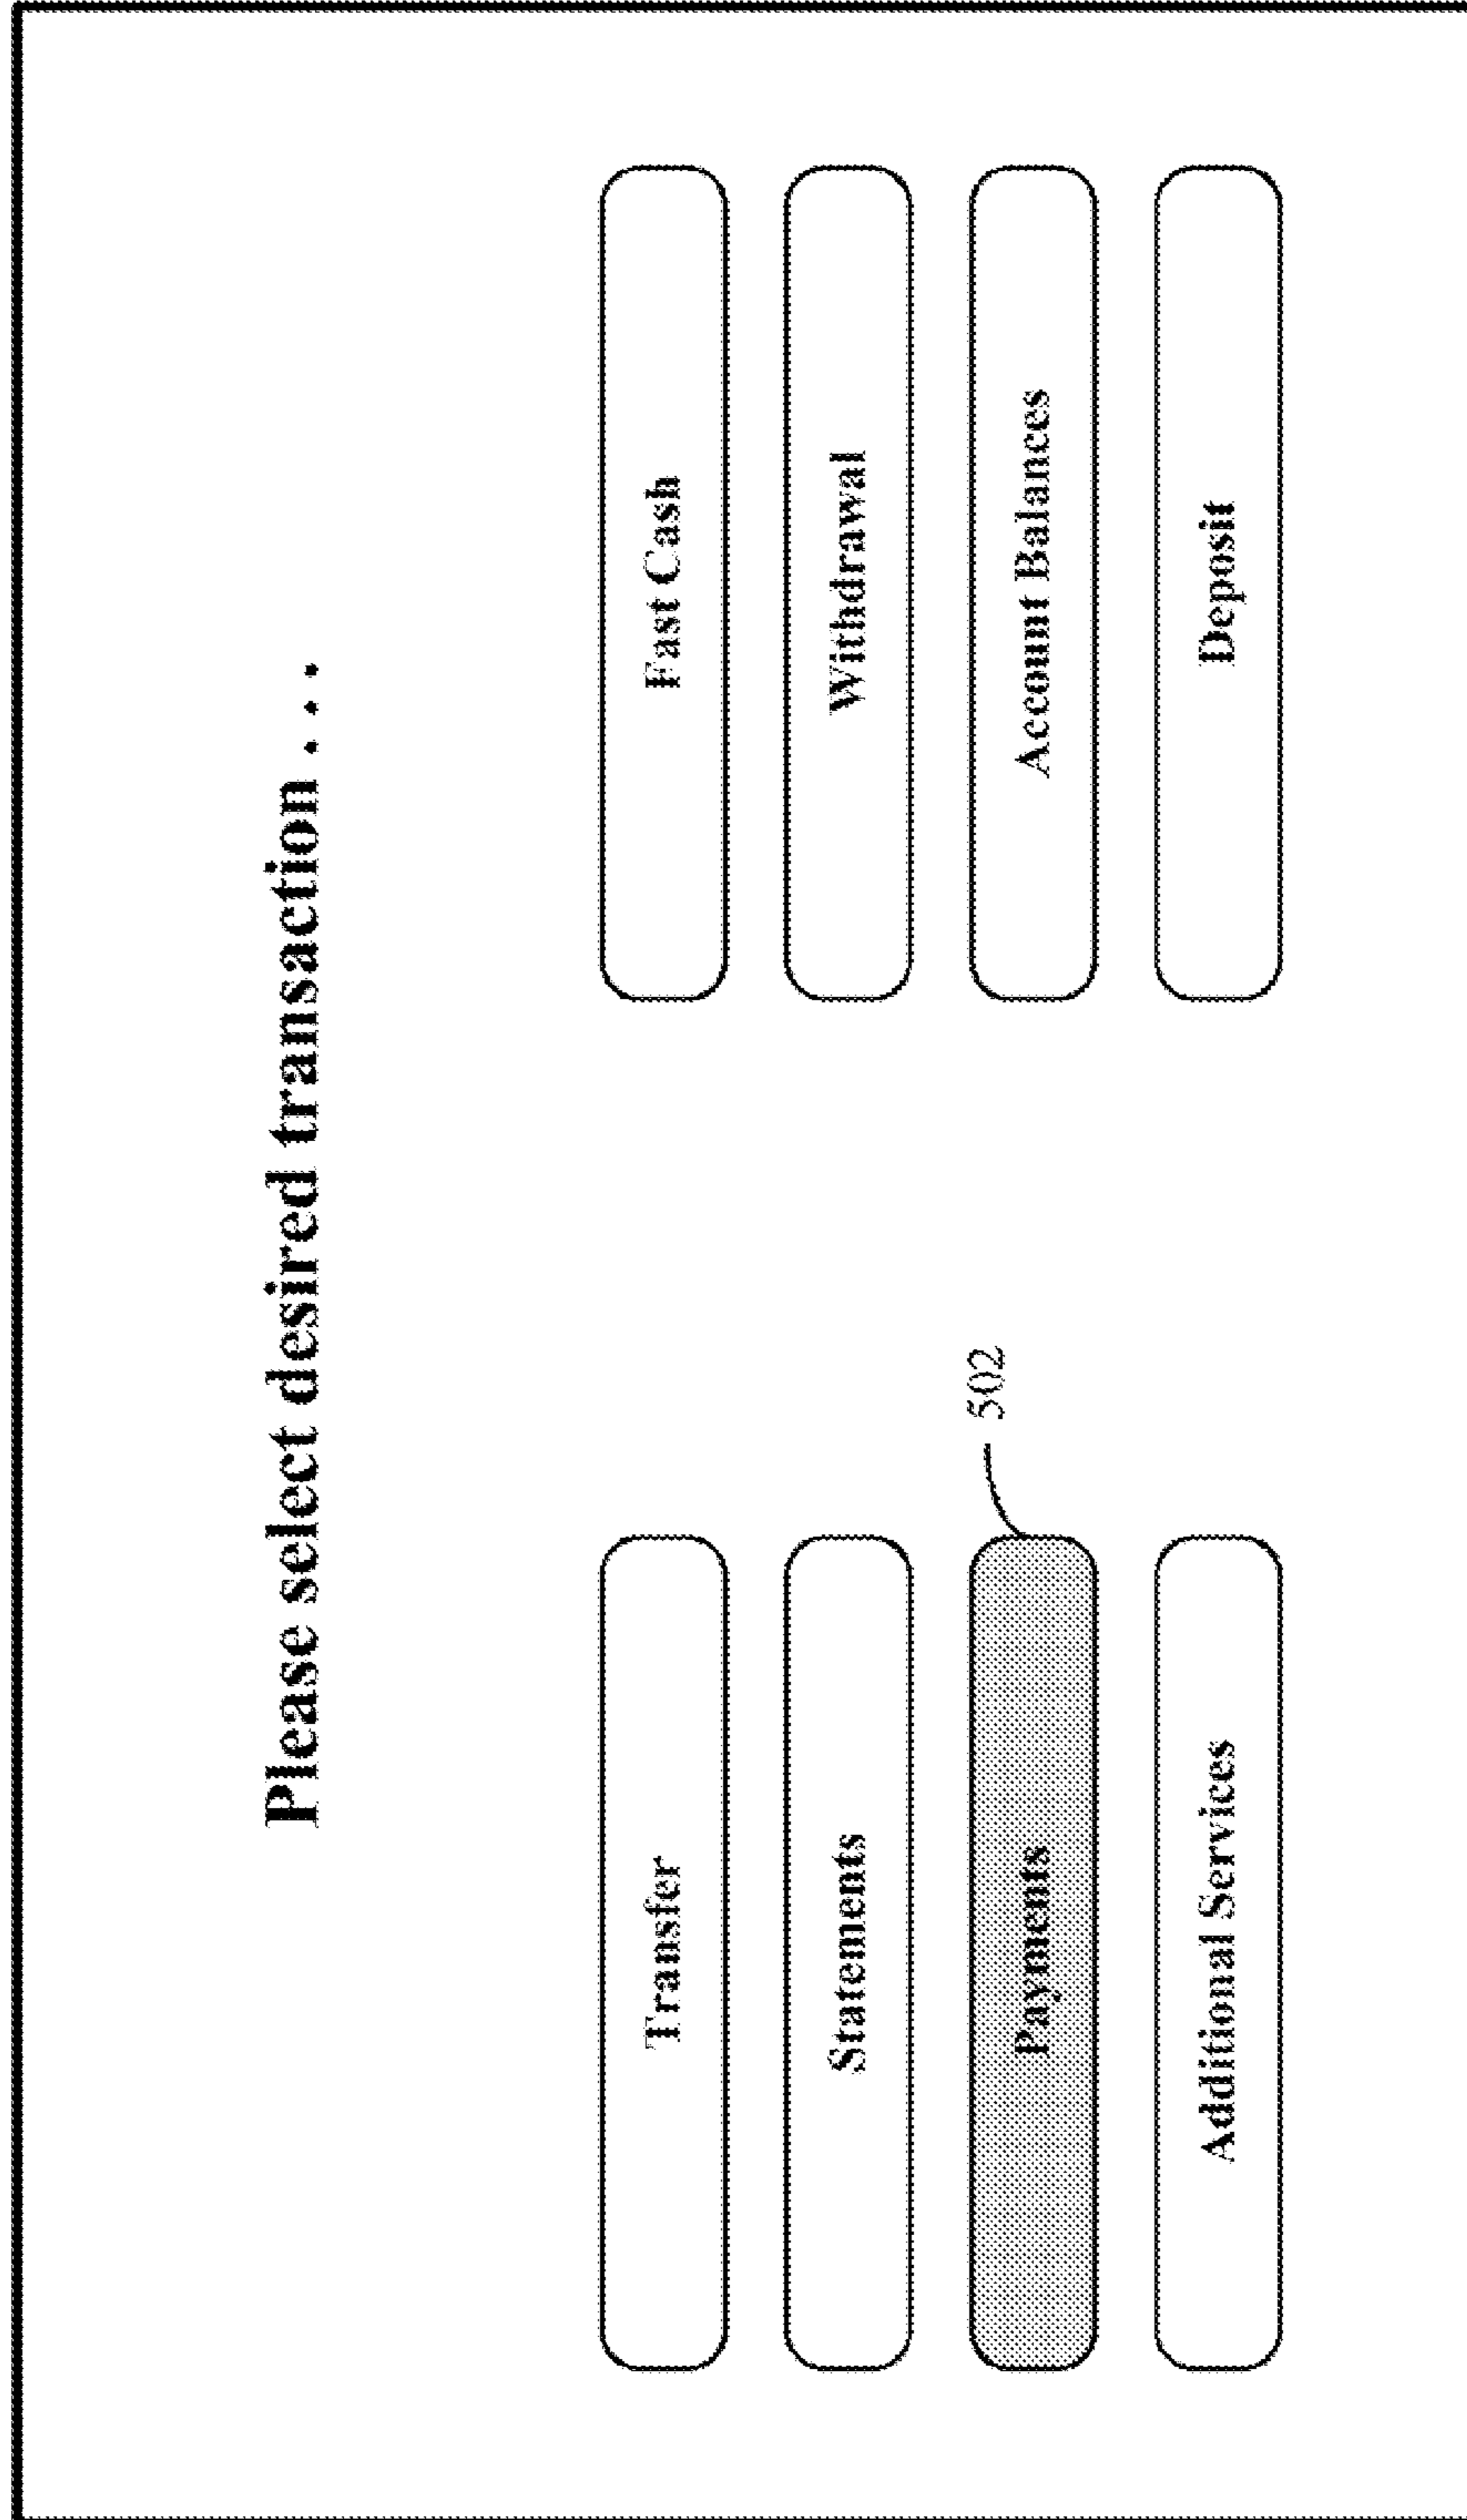 Please select desired transaction . . .
Transfer
Fast Cash
Statements
Withdrawal
502
Payments
Account Balances
Additional Services
Deposit